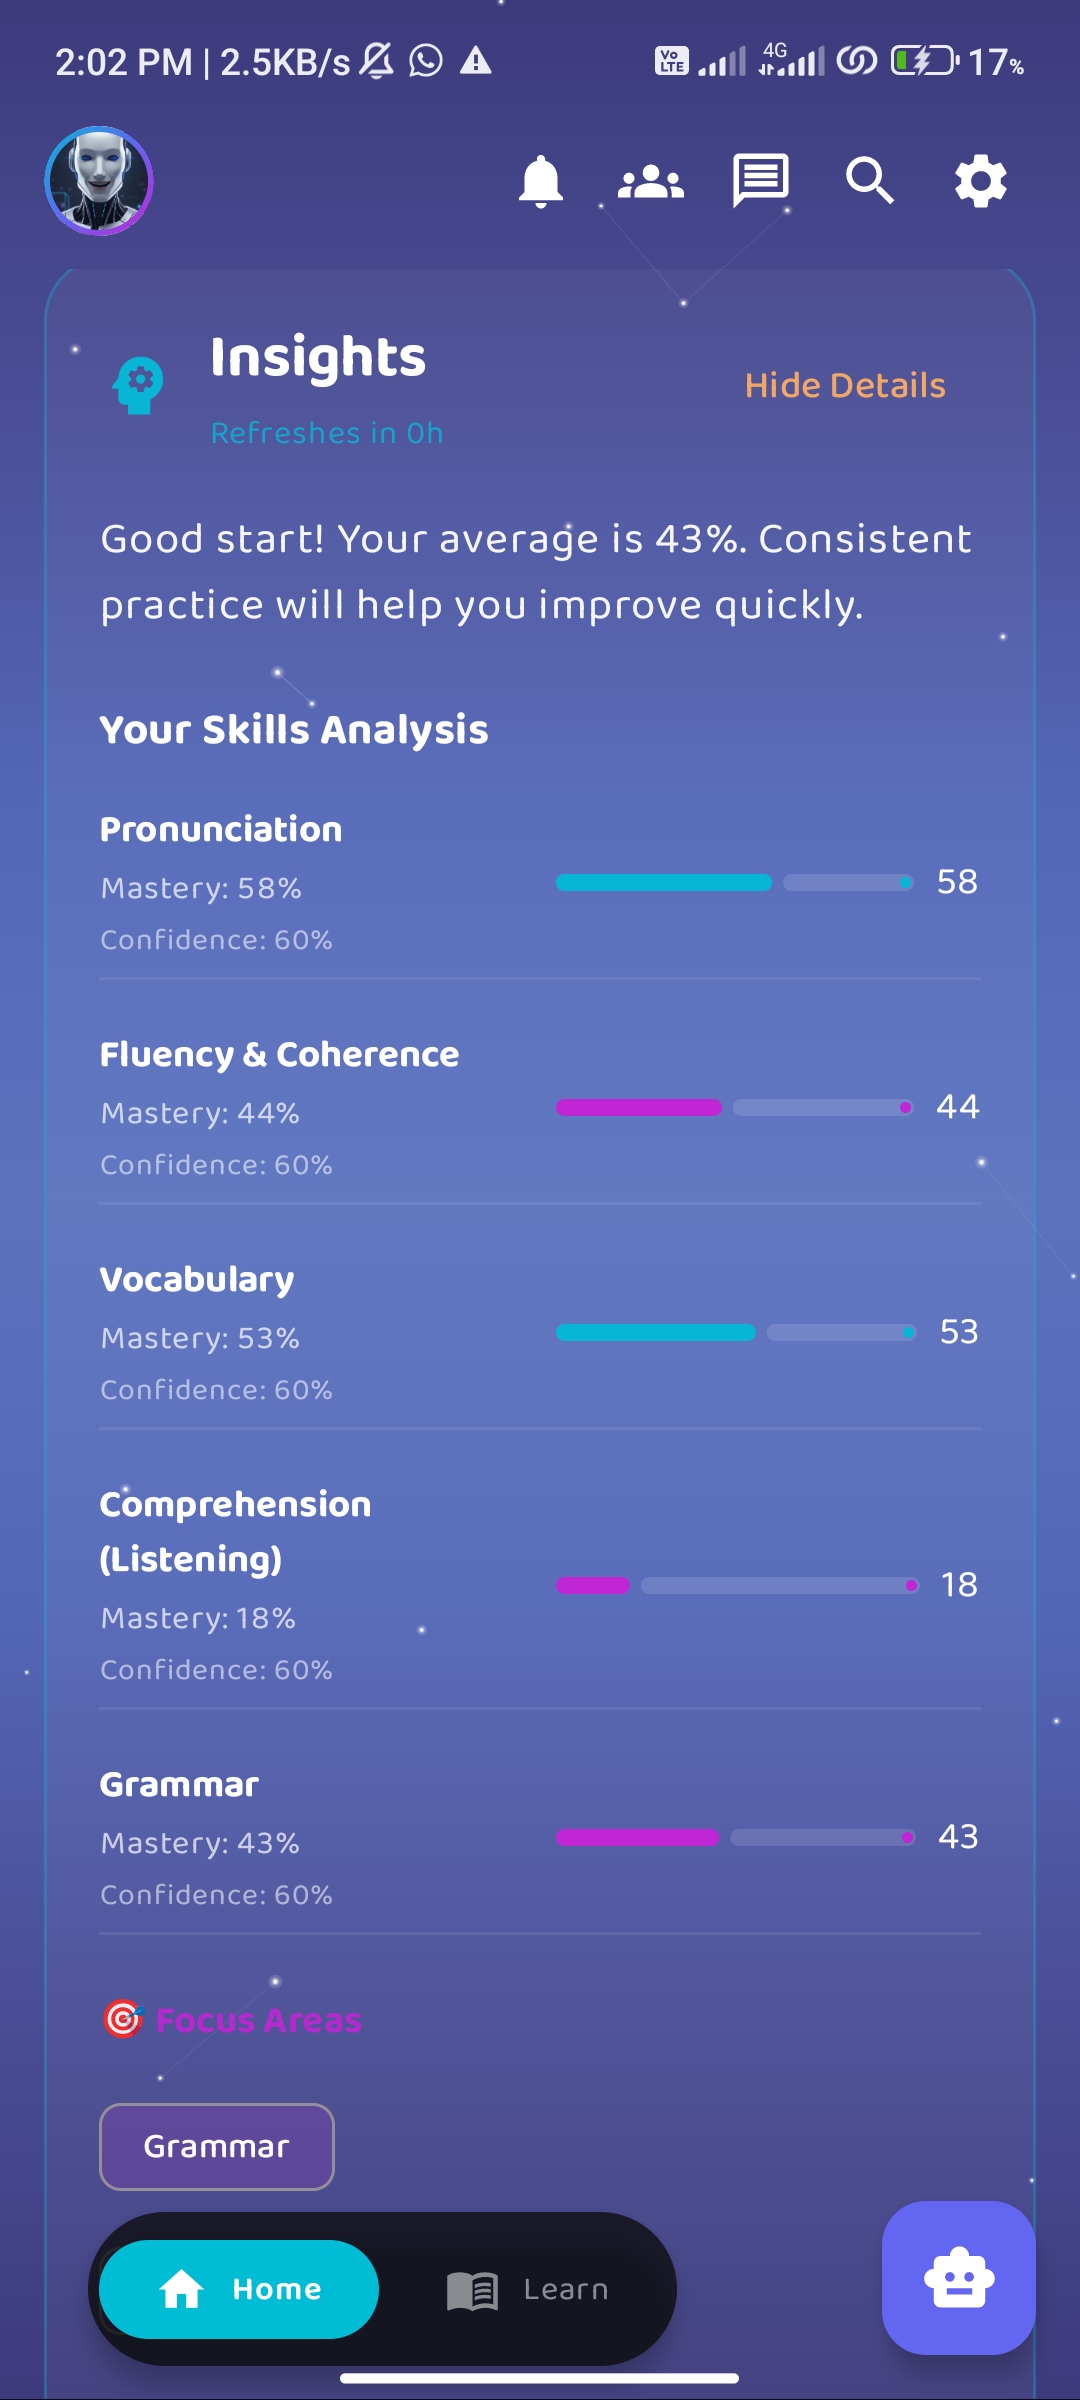 2:02 PM | 2.5KB/s
Vo LTE 4G 17%
Insights
Hide Details
Refreshes in 0h
Good start! Your average is 43%. Consistent
practice will help you improve quickly.
Your Skills Analysis
Pronunciation
Mastery: 58%
58
Confidence: 60%
Fluency & Coherence
Mastery: 44%
44
Confidence: 60%
Vocabulary
Mastery: 53%
53
Confidence: 60%
Comprehension
(Listening)
Mastery: 18%
18
Confidence: 60%
Grammar
Mastery: 43%
43
Confidence: 60%
🎯 Focus Areas
Grammar
Home Learn